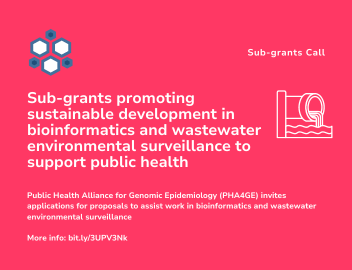 Sub-grants Call
Sub-grants promoting
sustainable development in
bioinformatics and wastewater
environmental surveillance to
support public health
Public Health Alliance for Genomic Epidemiology (PHA4GE) invites
applications for proposals to assist work in bioinformatics and wastewater
environmental surveillance
More info: bit.ly/3UPV3Nk